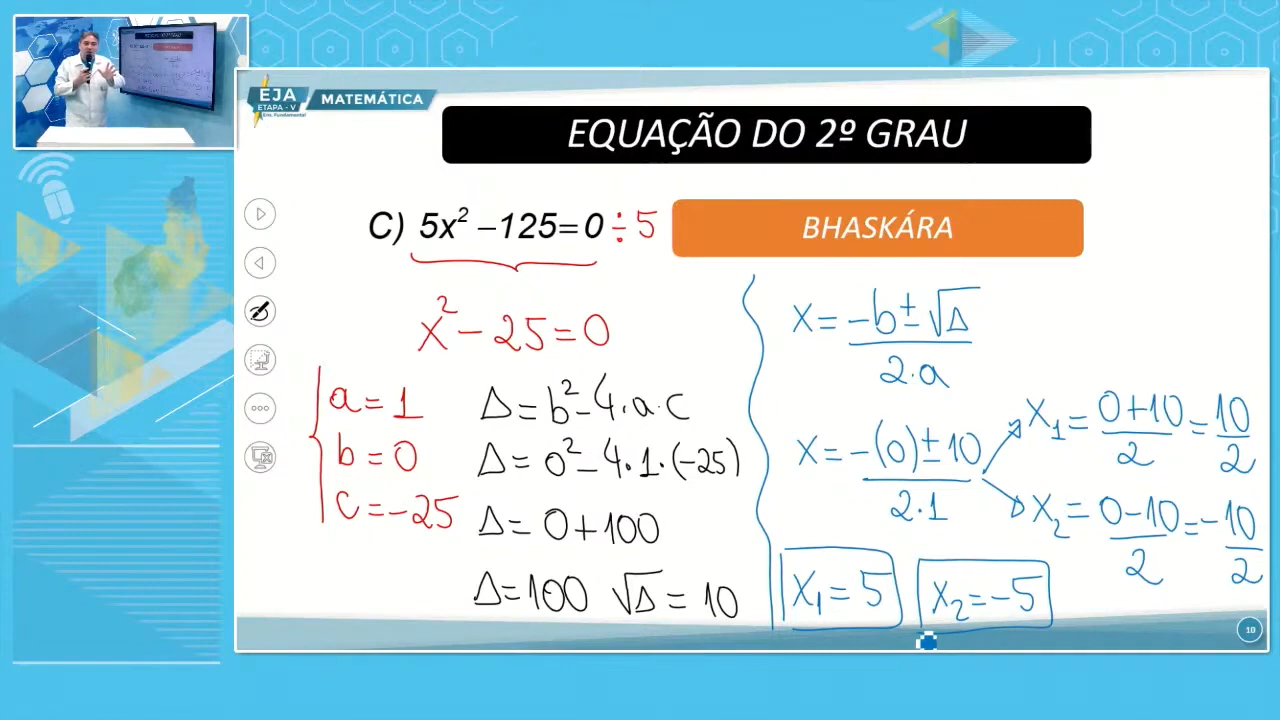 EJA
ETAPA - V
Ens. Fundamental
MATEMÁTICA
EQUAÇÃO DO 2º GRAU
C) 5x² –125=0 ÷ 5
BHASKÁRA
x² - 25 = 0
a = 1
b = 0
c = -25
Δ = b² - 4.a.c
Δ = 0² - 4.1.(-25)
Δ = 0 + 100
Δ = 100 √Δ = 10
X = -b ± √Δ / 2.a
X = -(0) ± 10 / 2.1
X₁ = 0 + 10 / 2 = 10 / 2
X₂ = 0 - 10 / 2 = -10 / 2
X₁ = 5
X₂ = -5
10